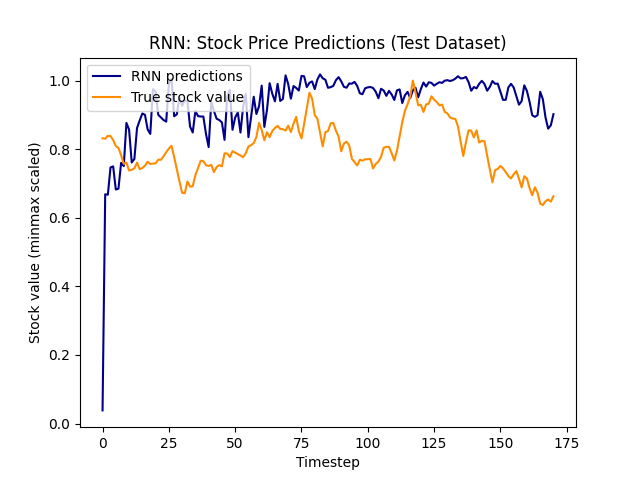 RNN: Stock Price Predictions (Test Dataset)
RNN predictions
True stock value
Stock value (minmax scaled)
1.0
0.8
0.6
0.4
0.2
0.0
0 25 50 75 100 125 150 175
Timestep